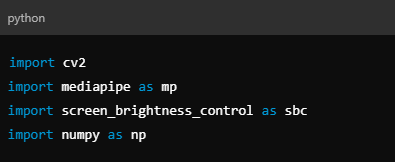 python
import cv2
import mediapipe as mp
import screen_brightness_control as sbc
import numpy as np